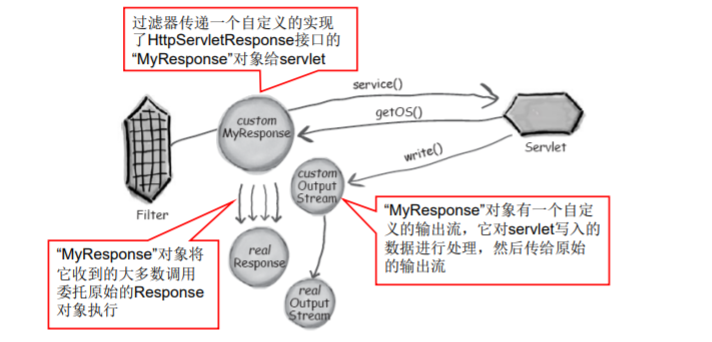 过滤器传递一个自定义的实现
了HttpServletResponse接口的
“MyResponse”对象给servlet
service()
custom
MyResponse
getOS()
Servlet
write()
Filter
custom
Output
Stream
“MyResponse”对象有一个自定
义的输出流，它对servlet写入的
数据进行处理，然后传给原始
的输出流
“MyResponse”对象将
它收到的大多数调用
委托原始的Response
对象执行
real
Response
real
Output
Stream